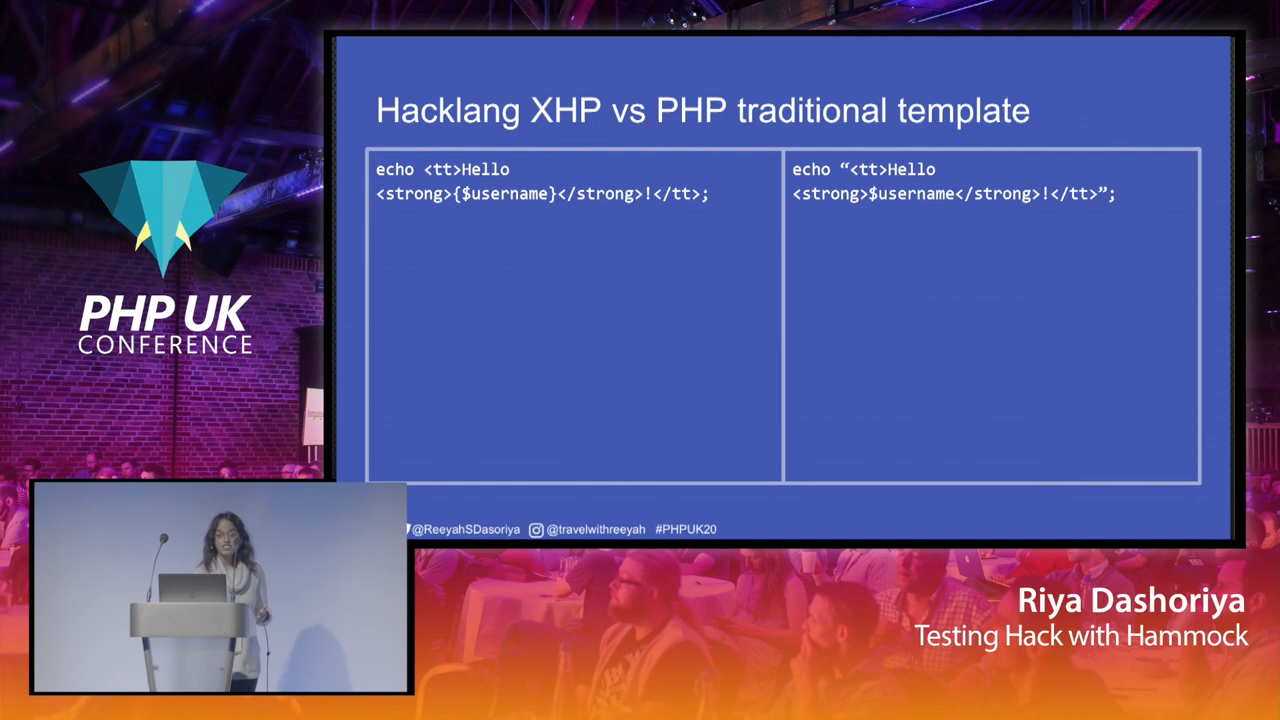 Hacklang XHP vs PHP traditional template
echo <tt>Hello
<strong>{$username}</strong>!</tt>;
echo “<tt>Hello
<strong>$username</strong>!</tt>”;
@ReeyahSDasoriya @travelwithreeyah #PHPUK20
PHP UK
CONFERENCE
Riya Dashoriya
Testing Hack with Hammock